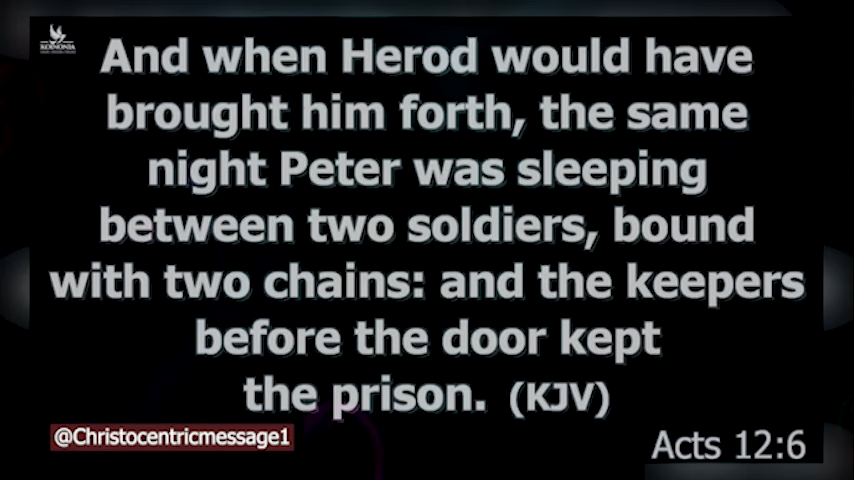 KOINONIA
And when Herod would have
brought him forth, the same
night Peter was sleeping
between two soldiers, bound
with two chains: and the keepers
before the door kept
the prison. (KJV)
@Christocentricmessage1
Acts 12:6